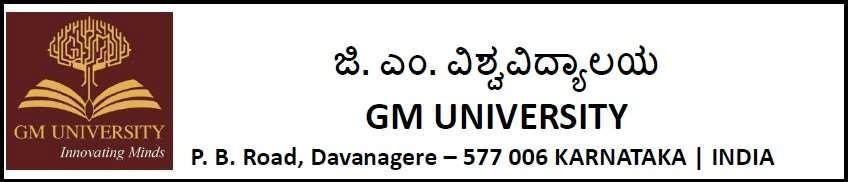 GM UNIVERSITY
Innovating Minds
ಜಿ. ಎಂ. ವಿಶ್ವವಿದ್ಯಾಲಯ
GM UNIVERSITY
P. B. Road, Davanagere – 577 006 KARNATAKA | INDIA